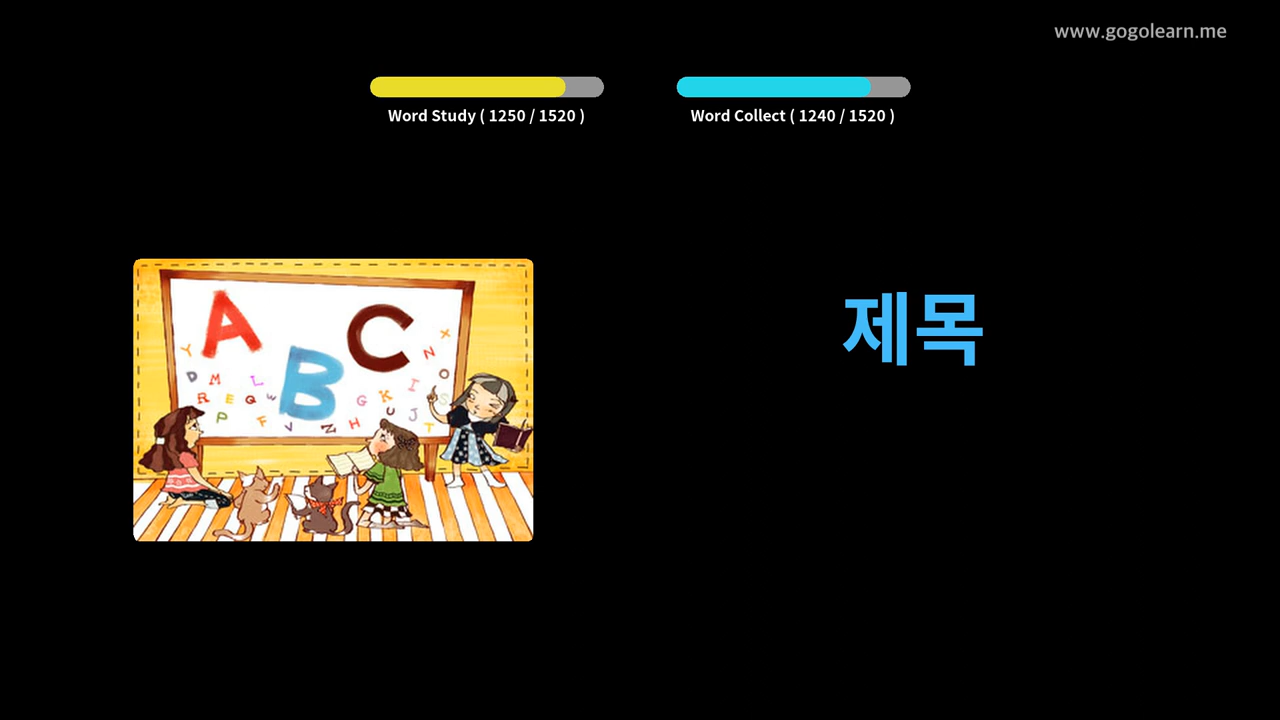 www.gogolearn.me
Word Study ( 1250 / 1520 )
Word Collect ( 1240 / 1520 )
제목
A B C
Y D M L R E Q W P F V Z H G K U I J N X O S T